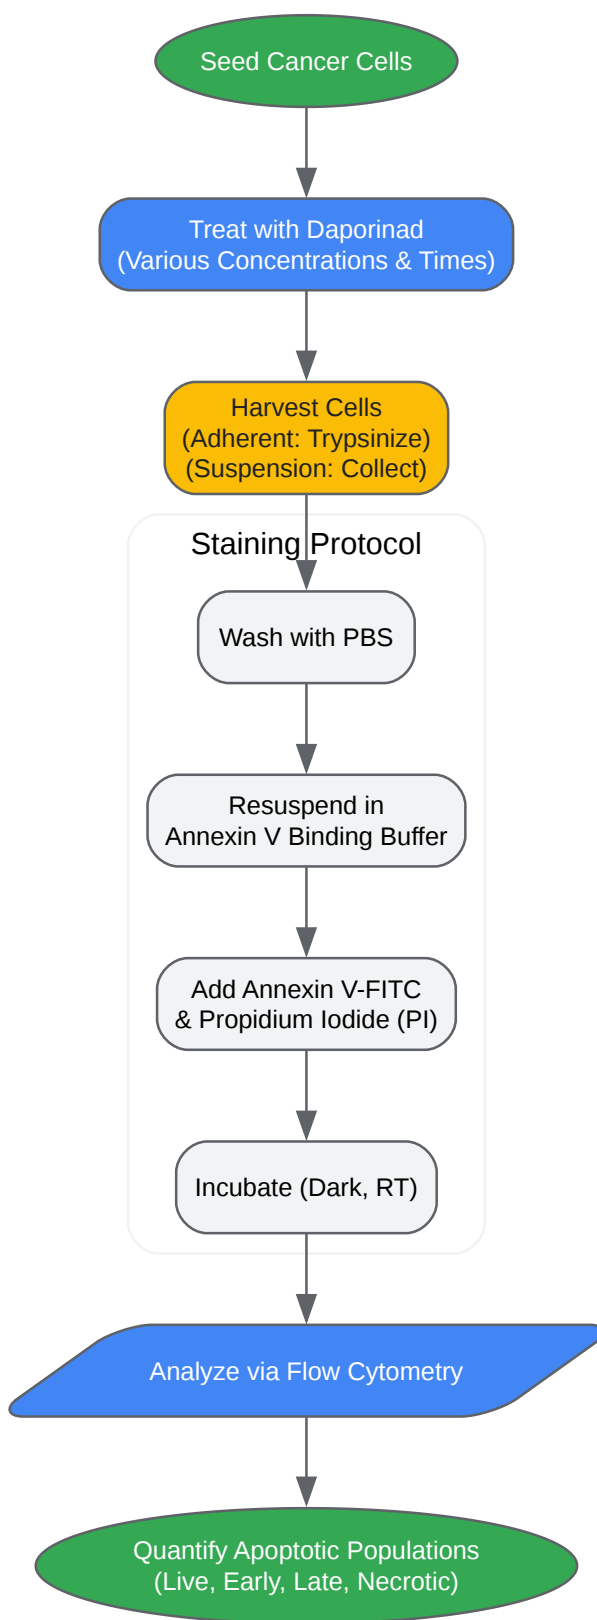 Seed Cancer Cells
Treat with Daporinad
(Various Concentrations & Times)
Harvest Cells
(Adherent: Trypsinize)
(Suspension: Collect)
Staining Protocol
Wash with PBS
Resuspend in
Annexin V Binding Buffer
Add Annexin V-FITC
& Propidium Iodide (PI)
Incubate (Dark, RT)
Analyze via Flow Cytometry
Quantify Apoptotic Populations
(Live, Early, Late, Necrotic)